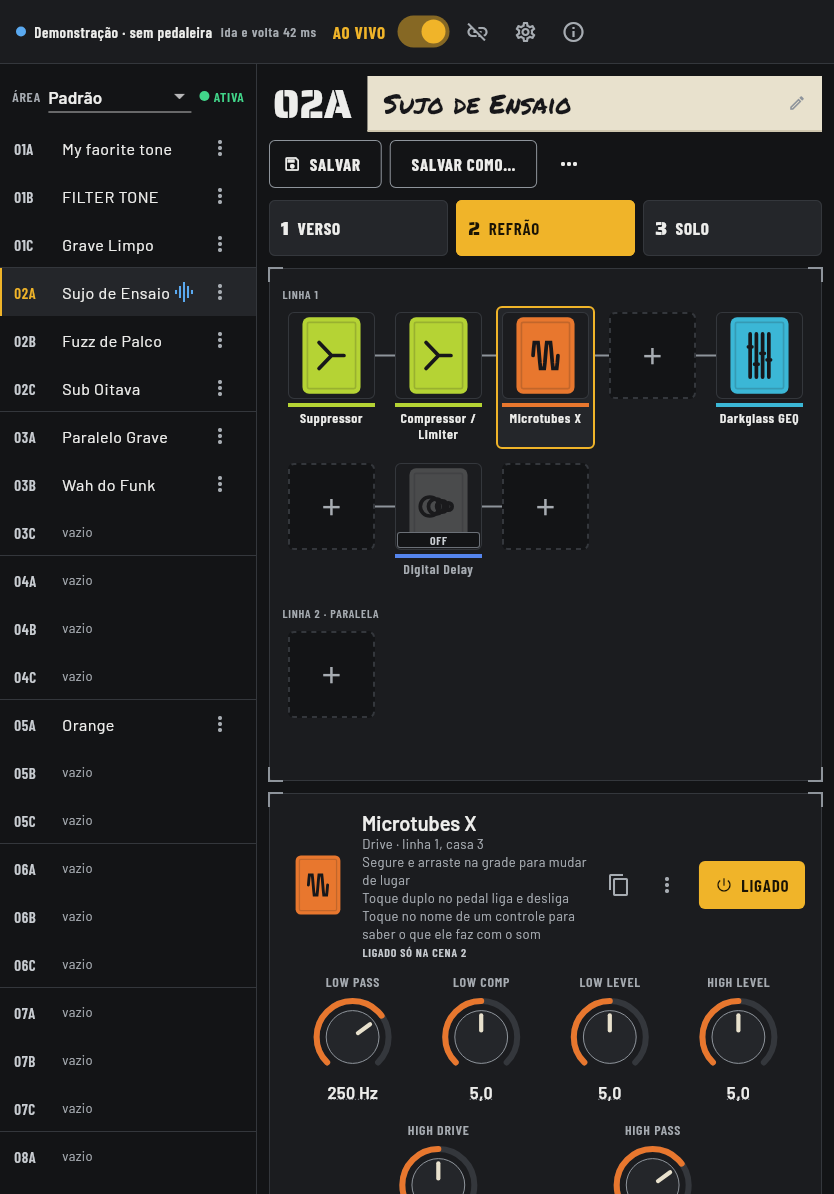 Demonstração · sem pedaleira Ida e volta 42 ms AO VIVO
ÁREA Padrão ATIVA
01A My faorite tone
01B FILTER TONE
01C Grave Limpo
02A Sujo de Ensaio
02B Fuzz de Palco
02C Sub Oitava
03A Paralelo Grave
03B Wah do Funk
03C vazio
04A vazio
04B vazio
04C vazio
05A Orange
05B vazio
05C vazio
06A vazio
06B vazio
06C vazio
07A vazio
07B vazio
07C vazio
08A vazio
02A Sujo de Ensaio
SALVAR SALVAR COMO...
1 VERSO 2 REFRÃO 3 SOLO
LINHA 1
Suppressor Compressor / Limiter Microtubes X + Darkglass GEQ
+ OFF +
Digital Delay
LINHA 2 · PARALELA
+
Microtubes X
Drive · linha 1, casa 3
Segure e arraste na grade para mudar
de lugar
Toque duplo no pedal liga e desliga
Toque no nome de um controle para
saber o que ele faz com o som
LIGADO SÓ NA CENA 2
LIGADO
LOW PASS LOW COMP LOW LEVEL HIGH LEVEL
250 Hz 5,0 5,0 5,0
HIGH DRIVE HIGH PASS